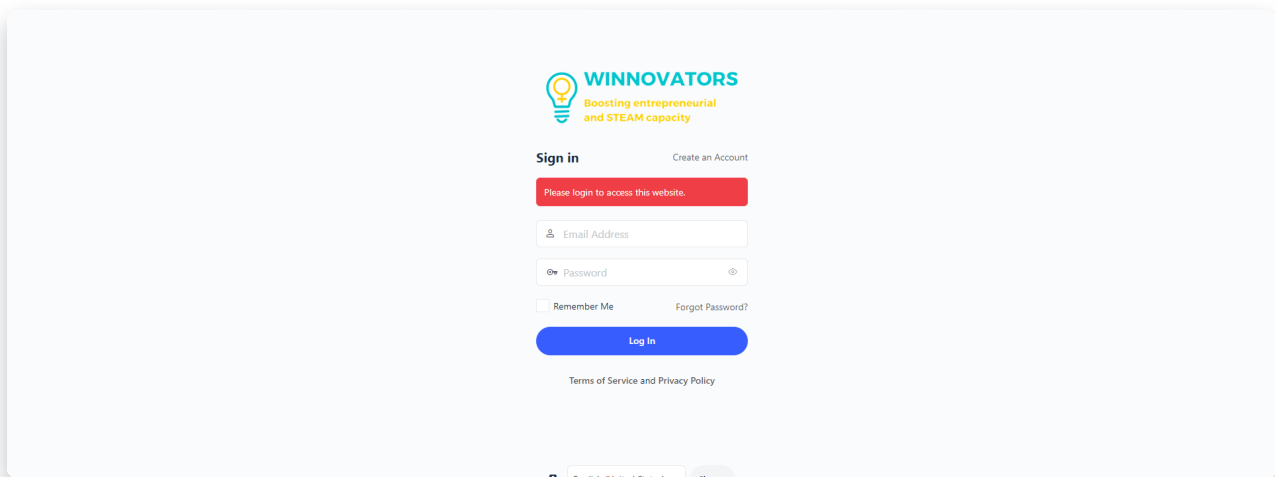 WINNOVATORS
Boosting entrepreneurial
and STEAM capacity
Sign in
Create an Account
Please login to access this website.
Email Address
Password
Remember Me
Forgot Password?
Log In
Terms of Service and Privacy Policy